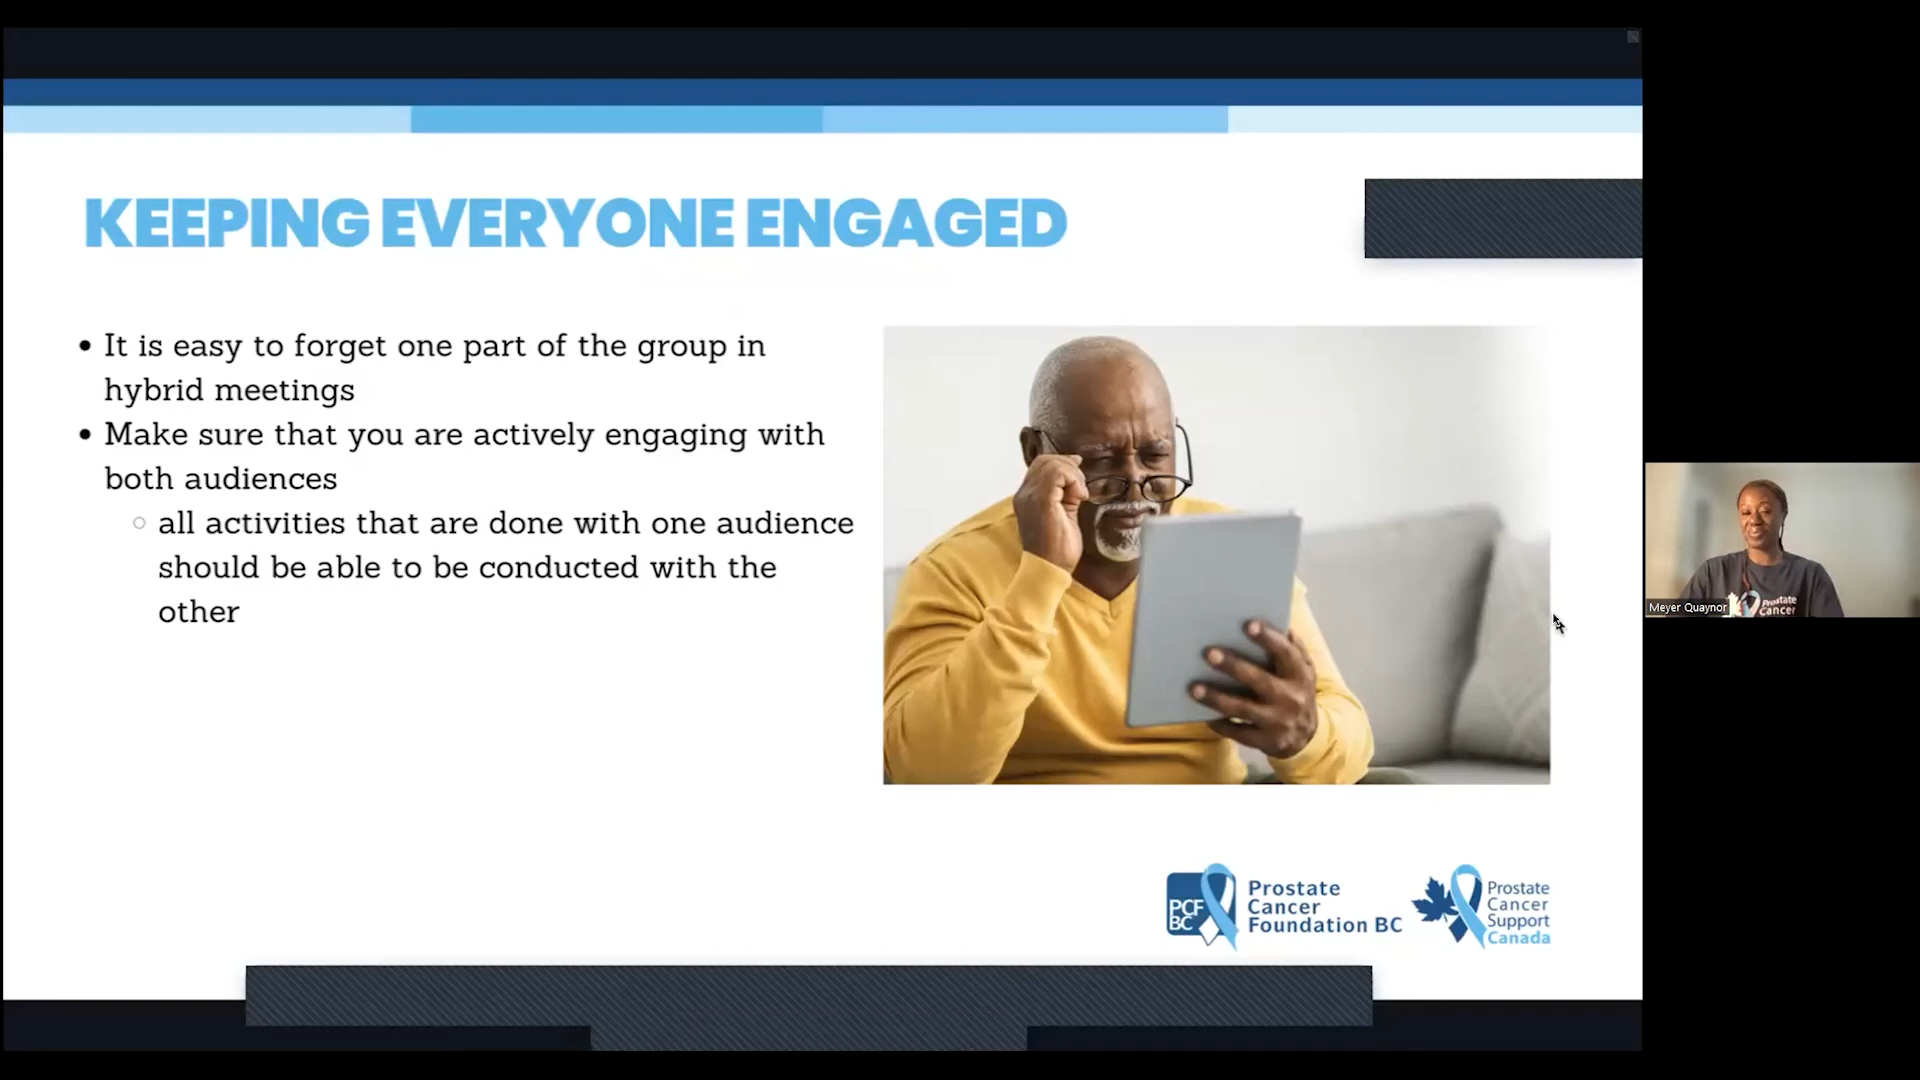 KEEPING EVERYONE ENGAGED
• It is easy to forget one part of the group in
hybrid meetings
• Make sure that you are actively engaging with
both audiences
○ all activities that are done with one audience
should be able to be conducted with the
other
Meyer Quaynor
Prostate
Cancer
PCF
BC
Prostate
Cancer
Foundation BC
Prostate
Cancer
Support
Canada